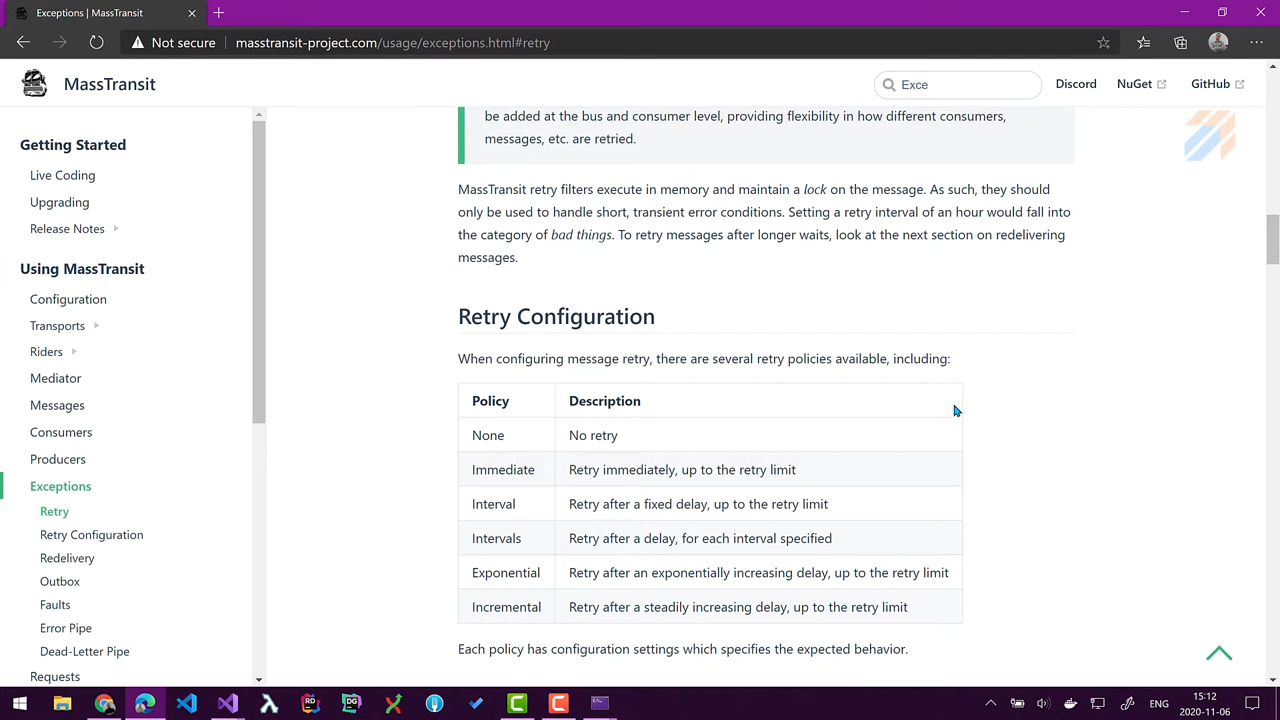 Exceptions | MassTransit
Not secure
masstransit-project.com/usage/exceptions.html#retry
MassTransit
Exce
Discord
NuGet
GitHub
Getting Started
Live Coding
Upgrading
Release Notes
Using MassTransit
Configuration
Transports
Riders
Mediator
Messages
Consumers
Producers
Exceptions
Retry
Retry Configuration
Redelivery
Outbox
Faults
Error Pipe
Dead-Letter Pipe
Requests
be added at the bus and consumer level, providing flexibility in how different consumers,
messages, etc. are retried.
MassTransit retry filters execute in memory and maintain a lock on the message. As such, they should
only be used to handle short, transient error conditions. Setting a retry interval of an hour would fall into
the category of bad things. To retry messages after longer waits, look at the next section on redelivering
messages.
Retry Configuration
When configuring message retry, there are several retry policies available, including:
Policy Description
None No retry
Immediate Retry immediately, up to the retry limit
Interval Retry after a fixed delay, up to the retry limit
Intervals Retry after a delay, for each interval specified
Exponential Retry after an exponentially increasing delay, up to the retry limit
Incremental Retry after a steadily increasing delay, up to the retry limit
Each policy has configuration settings which specifies the expected behavior.
RD
DG
C
C
ENG
15:12
2020-11-06